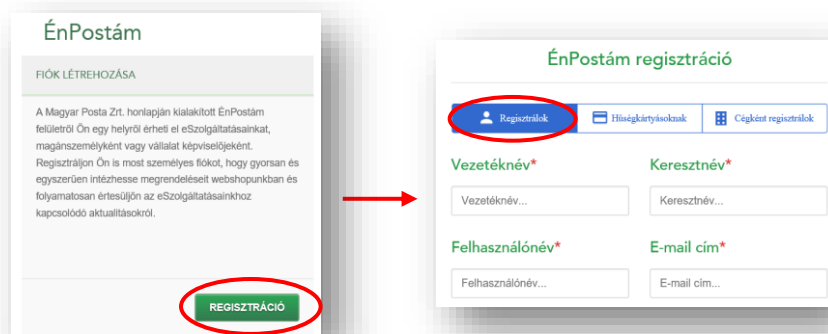 ÉnPostám
FIÓK LÉTREHOZÁSA
A Magyar Posta Zrt. honlapján kialakított ÉnPostám
felületről Ön egy helyről érheti el eSzolgáltatásainkat,
magánszemélyként vagy vállalat képviselőjeként.
Regisztráljon Ön is most személyes fiókot, hogy gyorsan és
egyszerűen intézhesse megrendeléseit webshopunkban és
folyamatosan értesüljön az eSzolgáltatásainkhoz
kapcsolódó aktualitásokról.
REGISZTRÁCIÓ
ÉnPostám regisztráció
Regisztrálok
Hűségkártyásoknak
Cégként regisztrálok
Vezetéknév*
Keresztnév*
Vezetéknév...
Keresztnév...
Felhasználónév*
E-mail cím*
Felhasználónév...
E-mail cím...